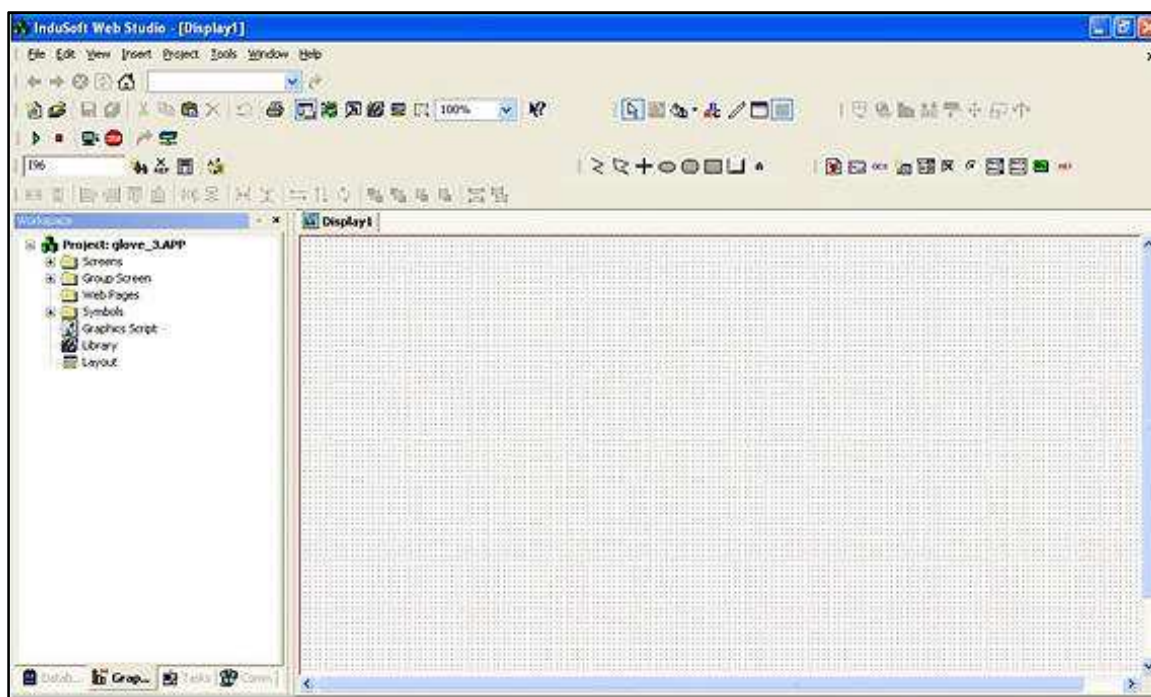 InduSoft Web Studio - [Display1]
File Edit View Insert Project Tools Window Help
100%
I96
Workspace
Display1
Project: glove_3.APP
Screens
Group Screen
Web Pages
Symbols
Graphics Script
Library
Layout
Datab... Grap... Tasks Comm